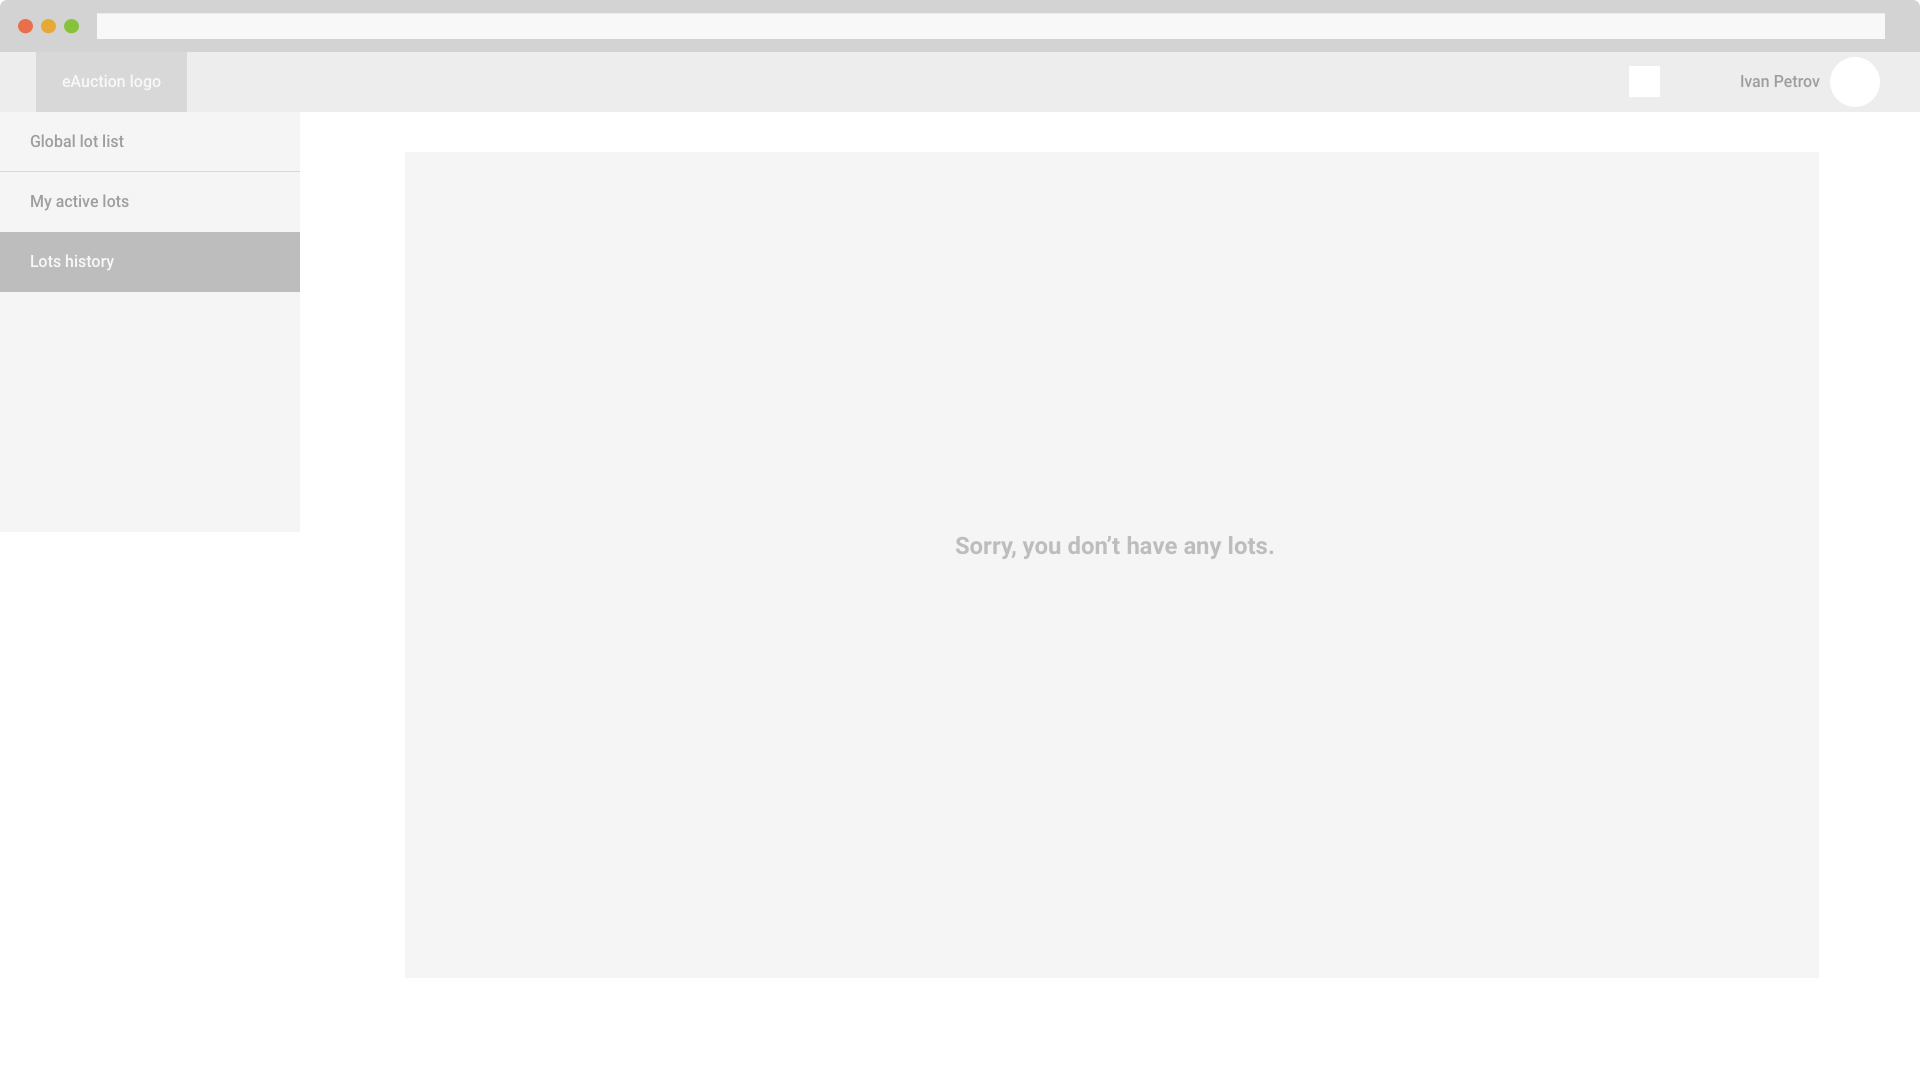 eAuction logo
Ivan Petrov
Global lot list
My active lots
Lots history
Sorry, you don’t have any lots.